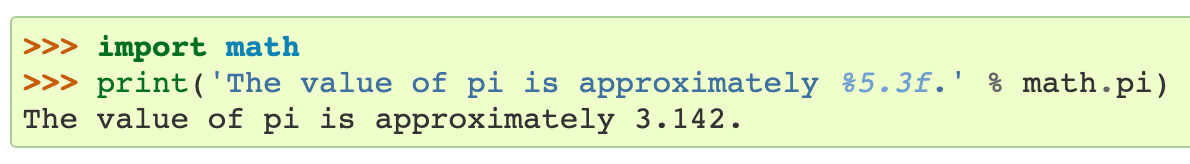 >>> import math
>>> print('The value of pi is approximately %5.3f.' % math.pi)
The value of pi is approximately 3.142.